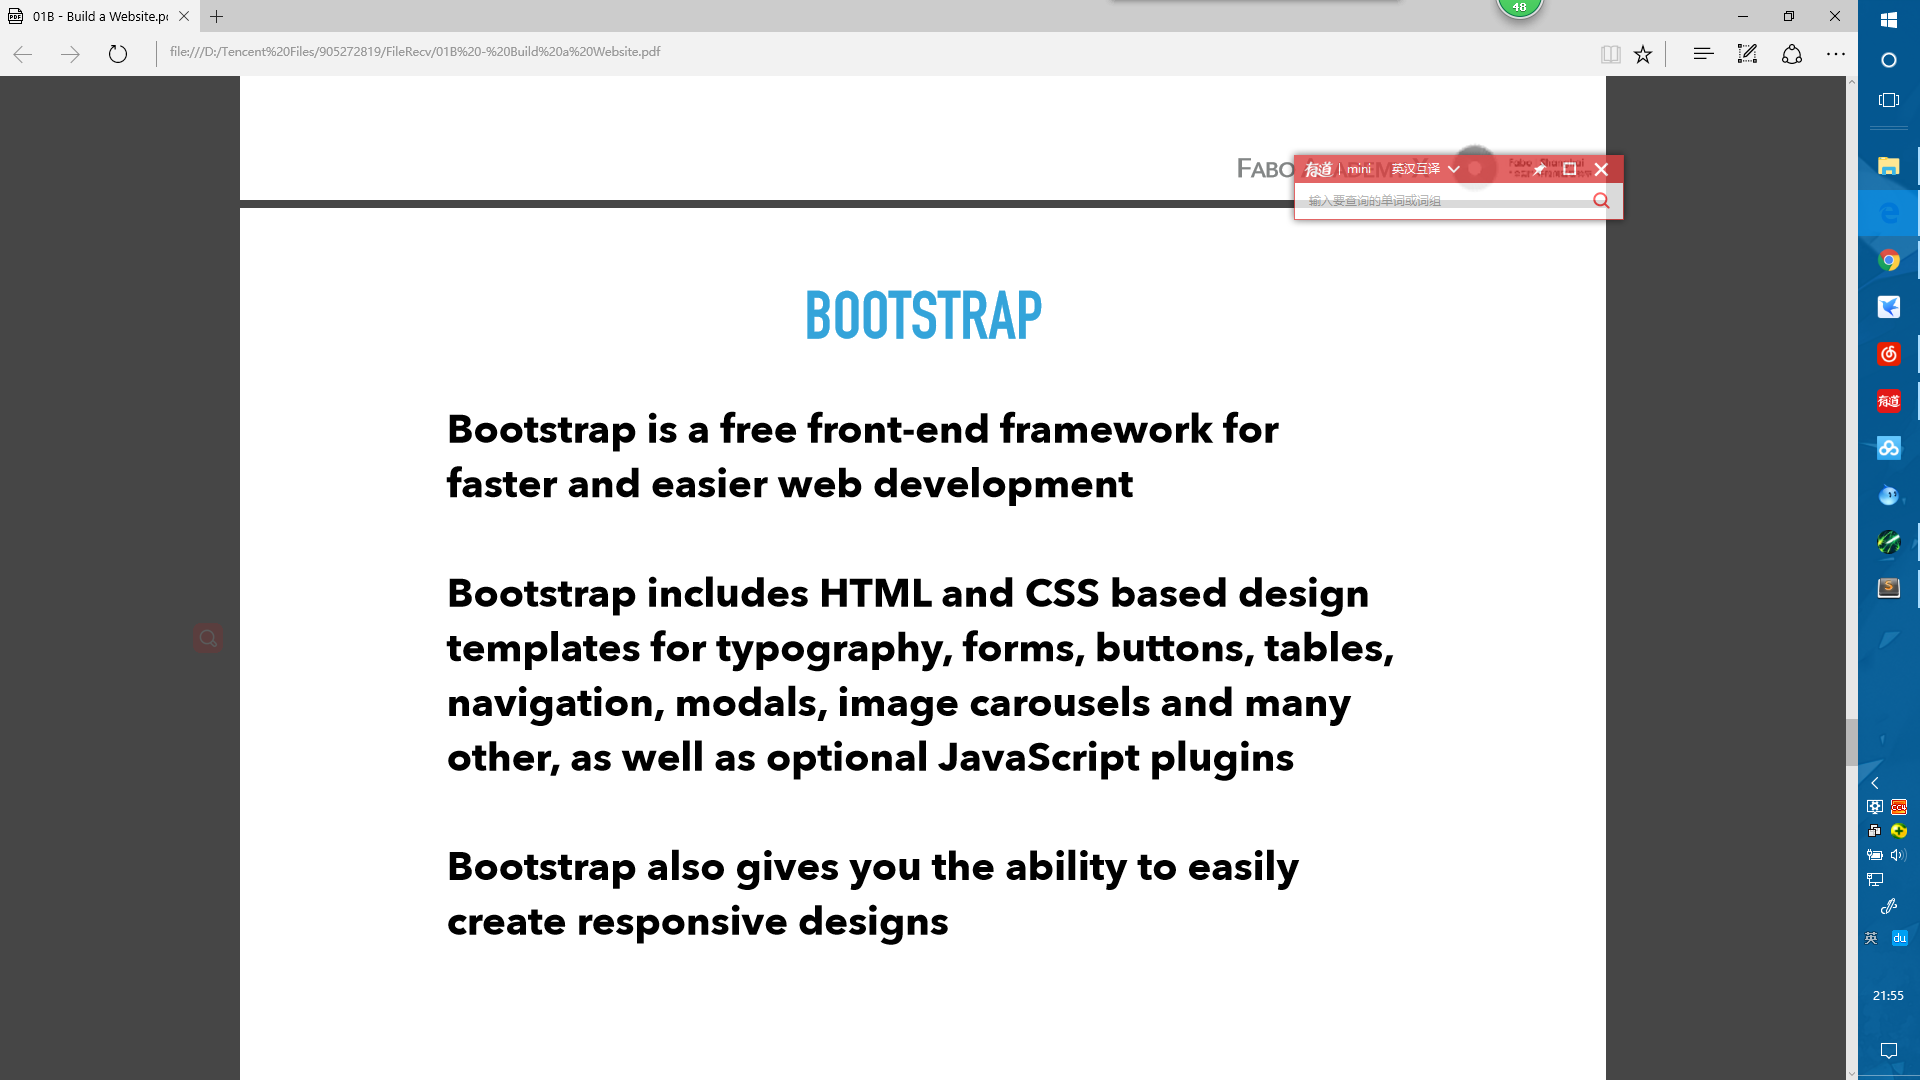 48
01B - Build a Website.p
file:///D:/Tencent%20Files/905272819/FileRecv/01B%20-%20Build%20a%20Website.pdf
FABO
有道 mini 英汉互译
输入要查询的单词或词组
BOOTSTRAP
Bootstrap is a free front-end framework for
faster and easier web development
Bootstrap includes HTML and CSS based design
templates for typography, forms, buttons, tables,
navigation, modals, image carousels and many
other, as well as optional JavaScript plugins
Bootstrap also gives you the ability to easily
create responsive designs
有道
英 du
21:55